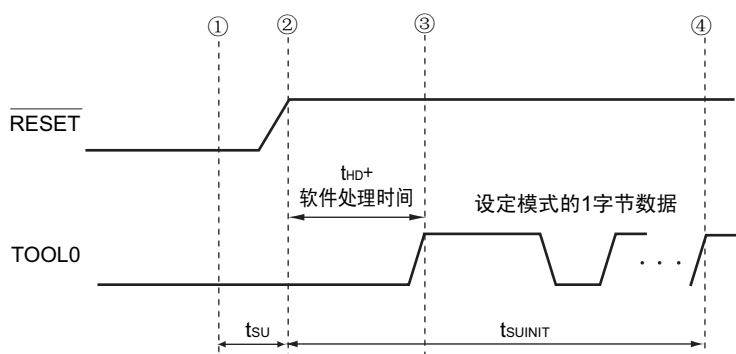 ① ② ③ ④
RESET
tHD+
软件处理时间
设定模式的1字节数据
TOOL0
· · ·
tSU
tSUINIT